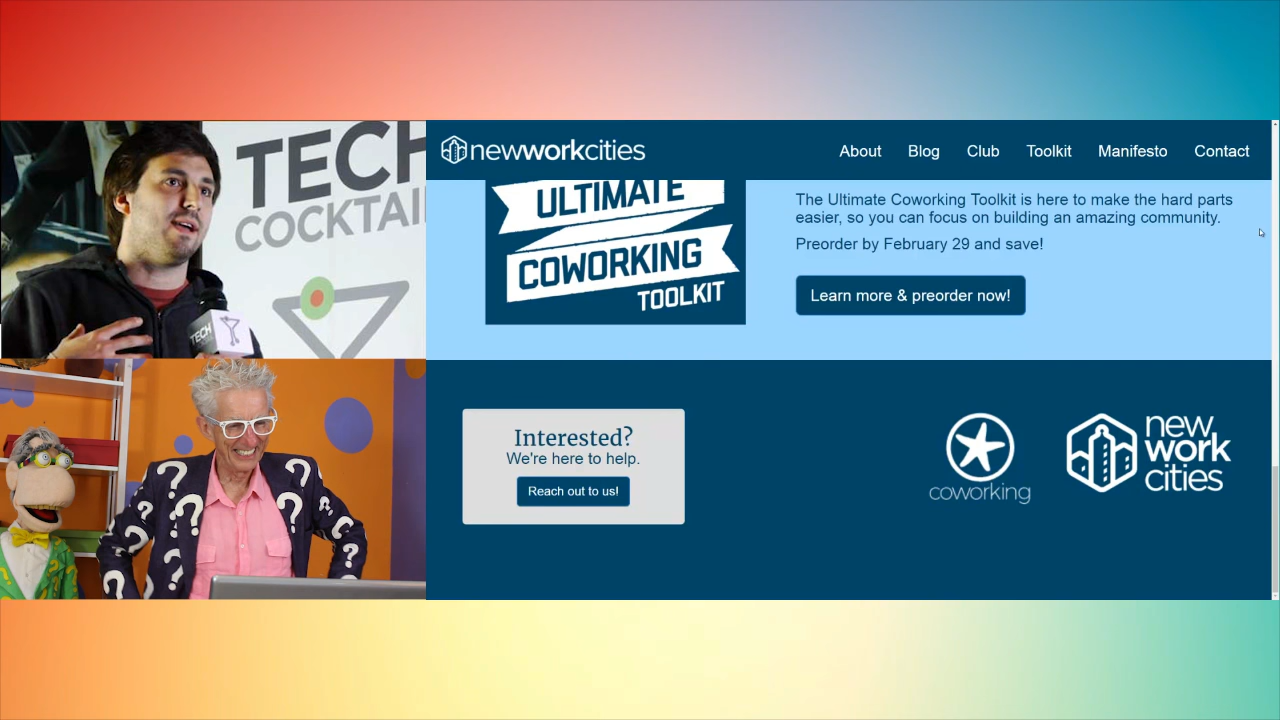 TECH
COCKTAI
TECH
newworkcities
About
Blog
Club
Toolkit
Manifesto
Contact
ULTIMATE
COWORKING
TOOLKIT
The Ultimate Coworking Toolkit is here to make the hard parts
easier, so you can focus on building an amazing community.
Preorder by February 29 and save!
Learn more & preorder now!
Interested?
We're here to help.
Reach out to us!
coworking
new
work
cities